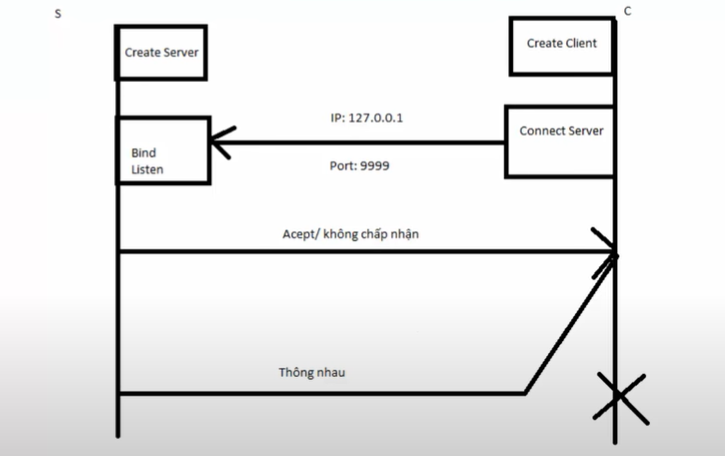 S
C
Create Server
Create Client
IP: 127.0.0.1
Connect Server
Bind
Listen
Port: 9999
Acept/ không chấp nhận
Thông nhau